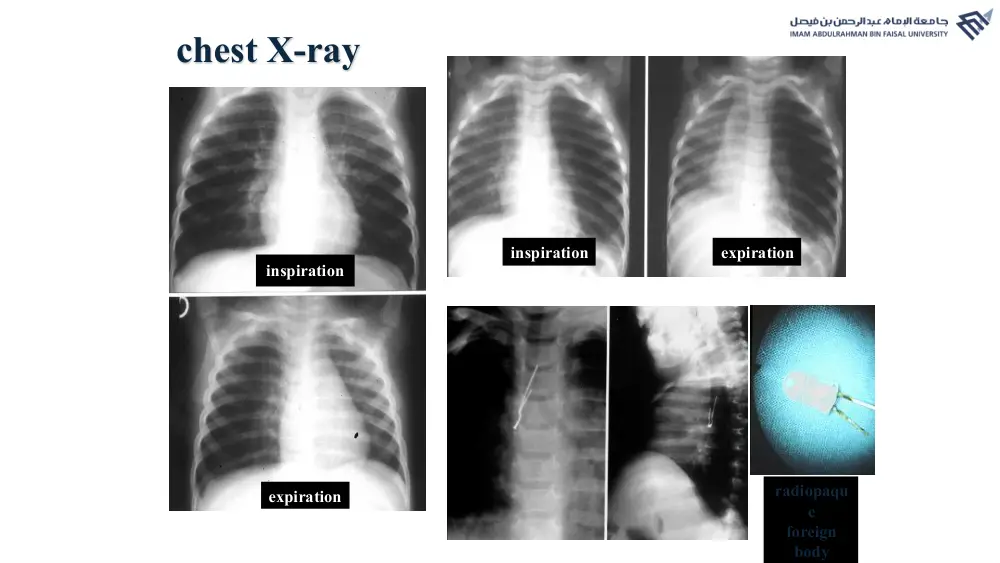 جامعة الإمام عبدالرحمن بن فيصل
IMAM ABDULRAHMAN BIN FAISAL UNIVERSITY
chest X-ray
inspiration
expiration
inspiration
expiration
radiopaqu
e
foreign
body